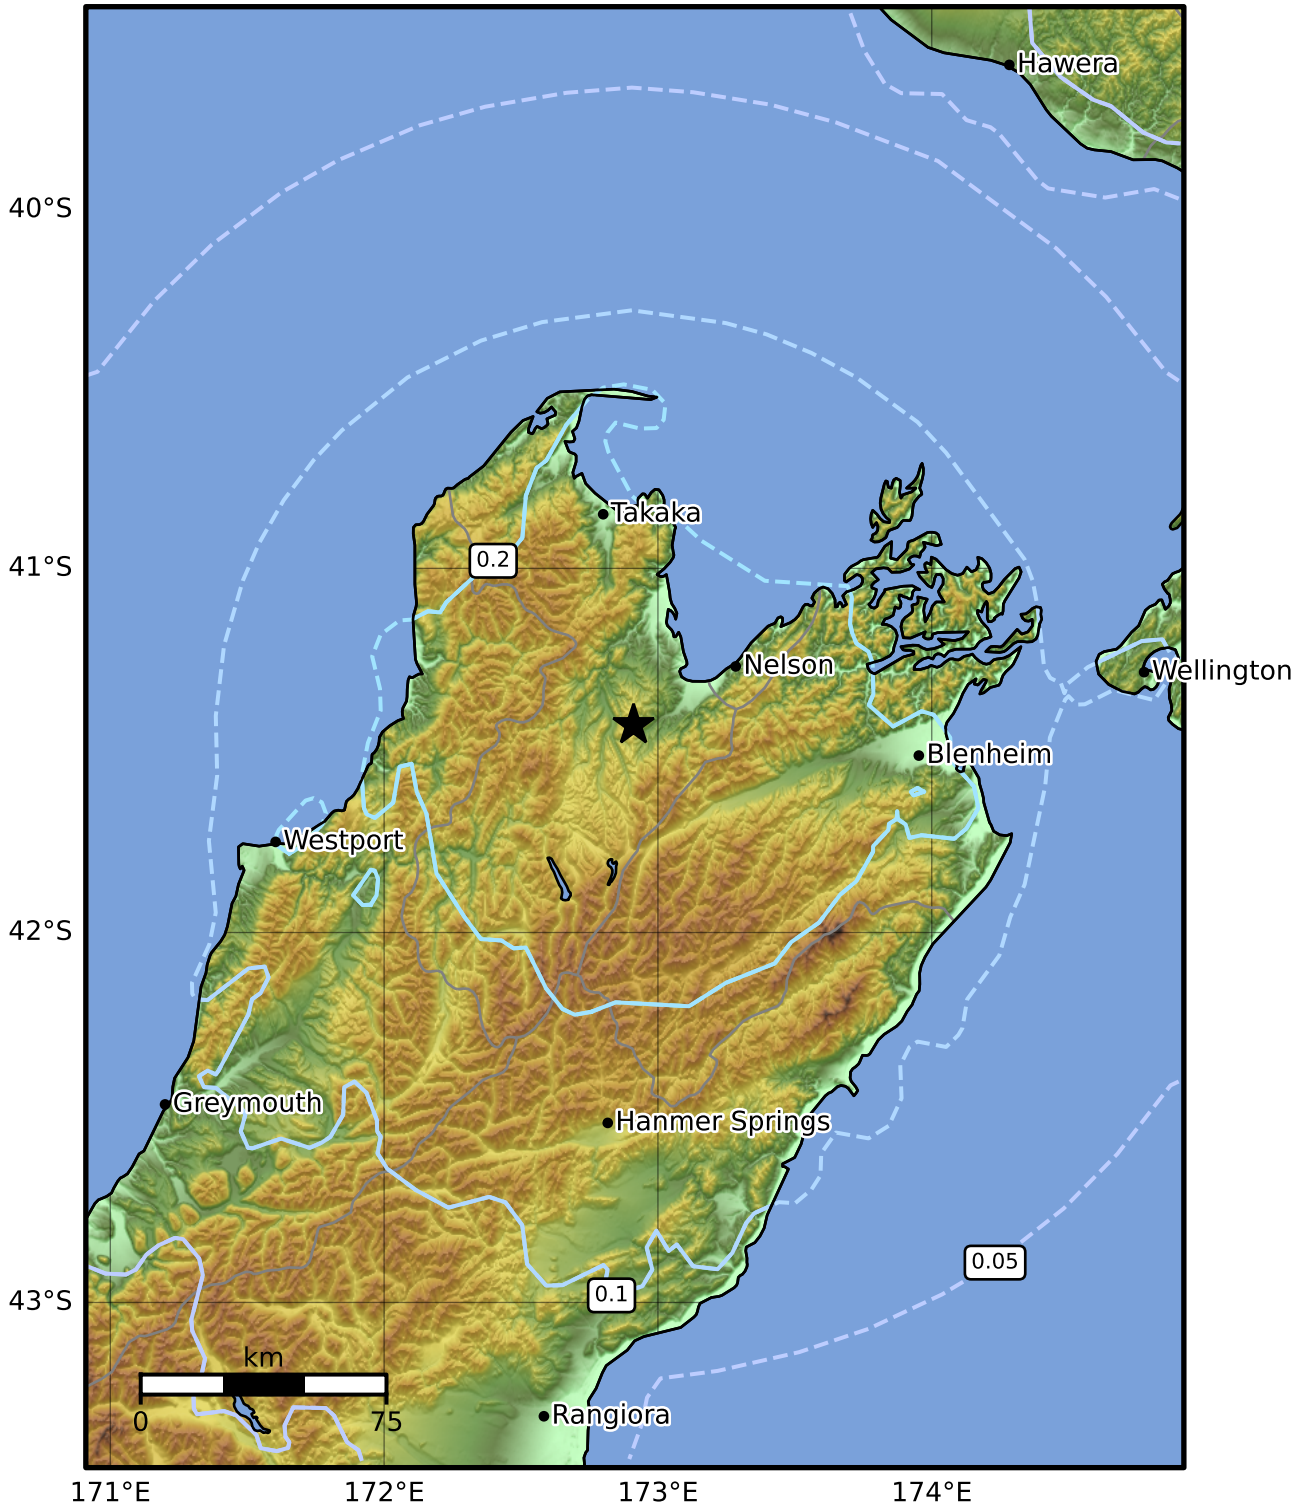 Hawera
40°S
Takaka
0.2
41°S
Nelson
Wellington
Blenheim
Westport
42°S
Greymouth
Hanmer Springs
0.05
0.1
43°S
km
0
75
Rangiora
171°E
172°E
173°E
174°E